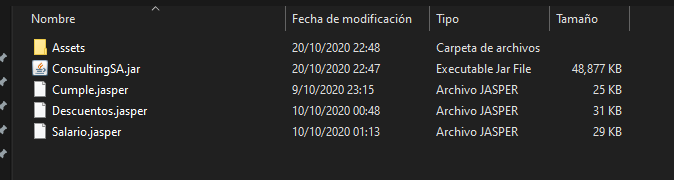 Nombre Fecha de modificación Tipo Tamaño
Assets 20/10/2020 22:48 Carpeta de archivos
ConsultingSA.jar 20/10/2020 22:47 Executable Jar File 48,877 KB
Cumple.jasper 9/10/2020 23:15 Archivo JASPER 25 KB
Descuentos.jasper 10/10/2020 00:48 Archivo JASPER 31 KB
Salario.jasper 10/10/2020 01:13 Archivo JASPER 29 KB